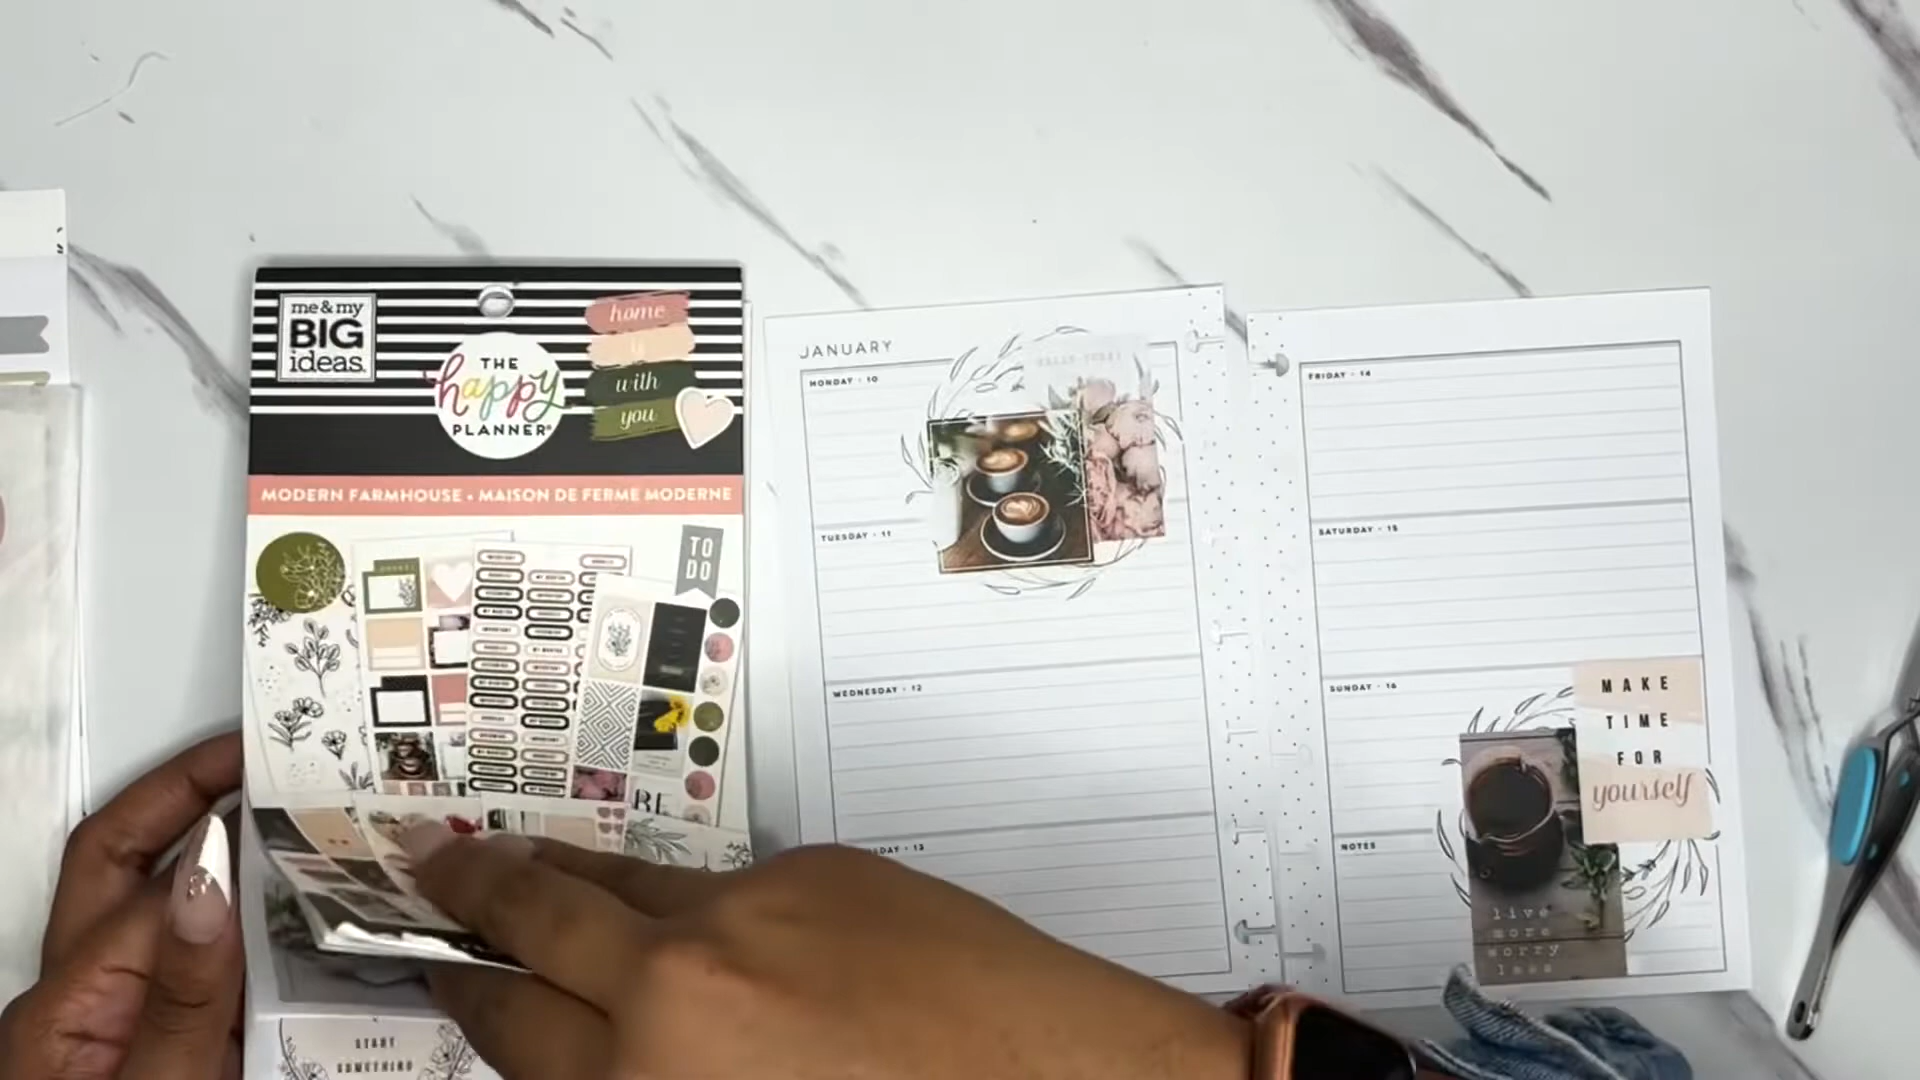 me & my
BIG
ideas.
THE
happy
PLANNER®
home
is
with
you
MODERN FARMHOUSE • MAISON DE FERME MODERNE
TO
DO
START
SOMETHING
JANUARY
MONDAY · 10
TUESDAY · 11
WEDNESDAY · 12
DAY · 13
FRIDAY · 14
SATURDAY · 15
SUNDAY · 16
NOTES
MAKE
TIME
FOR
yourself
live
more
worry
less